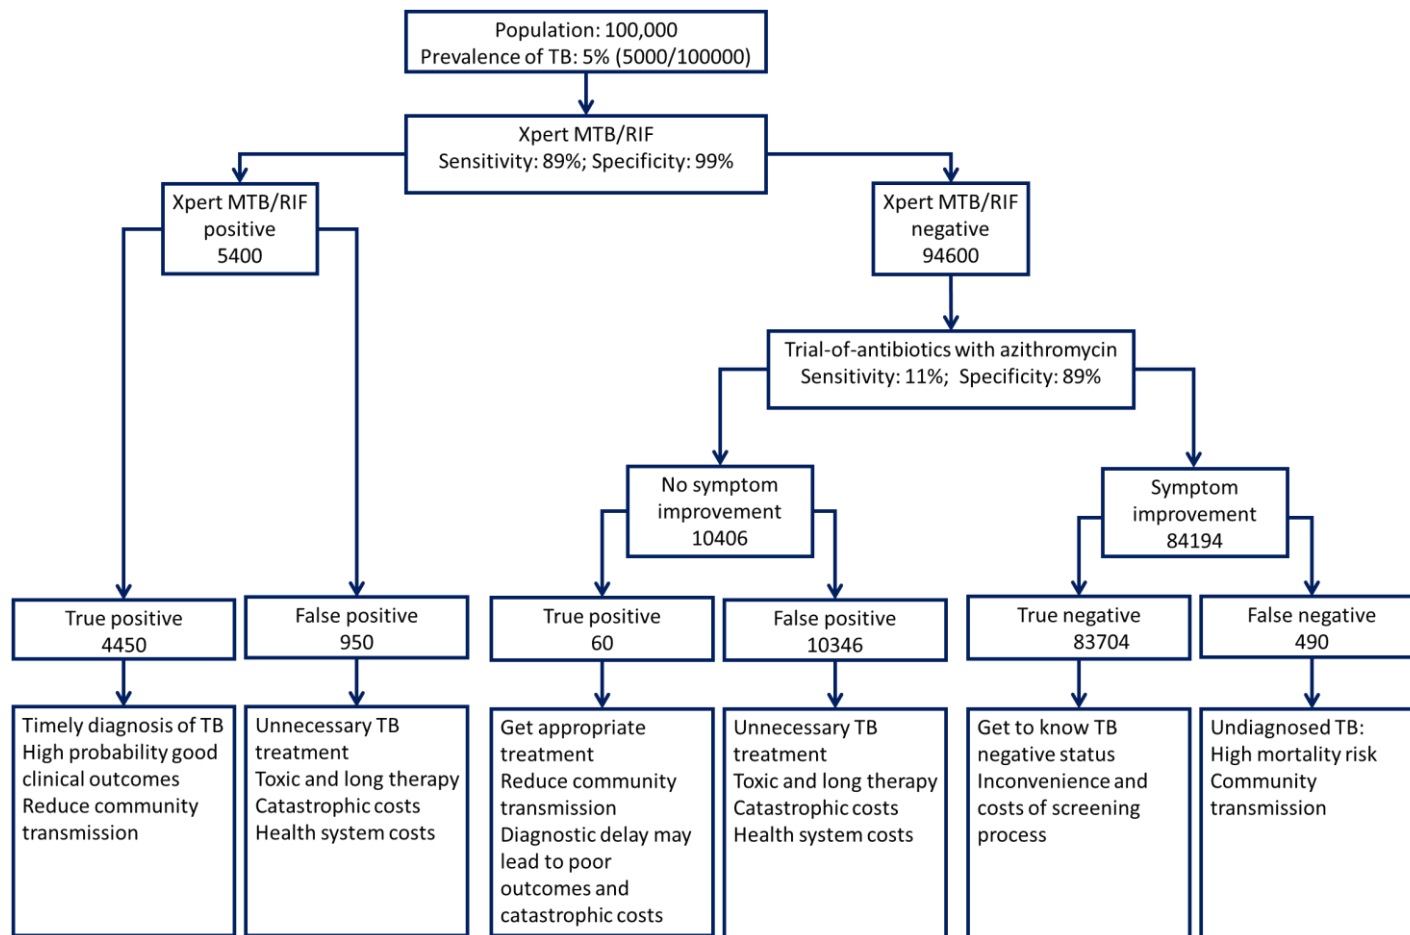 Population: 100,000
Prevalence of TB: 5% (5000/100000)
Xpert MTB/RIF
Sensitivity: 89%; Specificity: 99%
Xpert MTB/RIF
positive
5400
Xpert MTB/RIF
negative
94600
Trial-of-antibiotics with azithromycin
Sensitivity: 11%; Specificity: 89%
No symptom
improvement
10406
Symptom
improvement
84194
True positive
4450
False positive
950
True positive
60
False positive
10346
True negative
83704
False negative
490
Timely diagnosis of TB
High probability good
clinical outcomes
Reduce community
transmission
Unnecessary TB
treatment
Toxic and long therapy
Catastrophic costs
Health system costs
Get appropriate
treatment
Reduce community
transmission
Diagnostic delay may
lead to poor
outcomes and
catastrophic costs
Unnecessary TB
treatment
Toxic and long therapy
Catastrophic costs
Health system costs
Get to know TB
negative status
Inconvenience and
costs of screening
process
Undiagnosed TB:
High mortality risk
Community
transmission